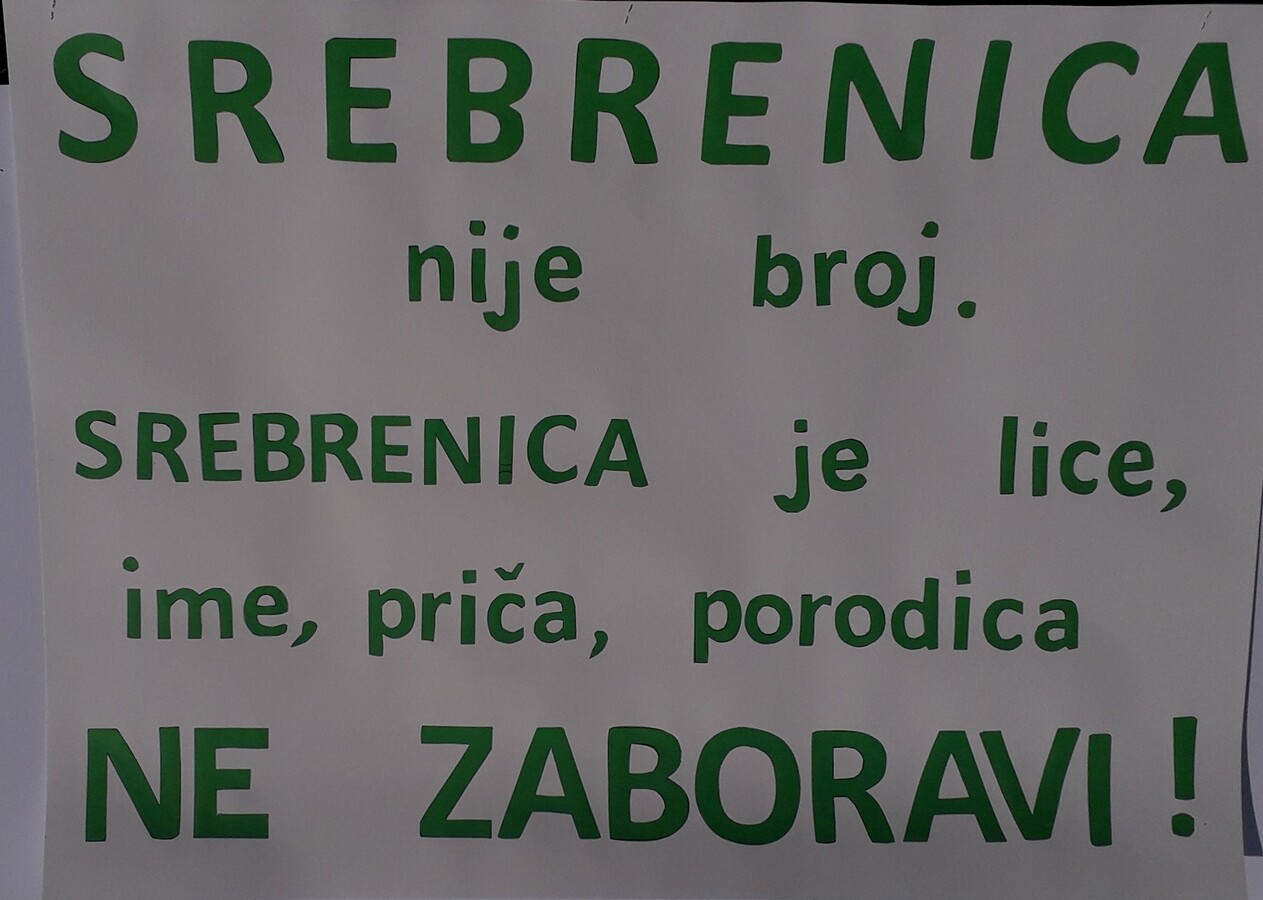 SREBRENICA
nije broj.
SREBRENICA je lice,
ime, priča, porodica
NE ZABORAVI!